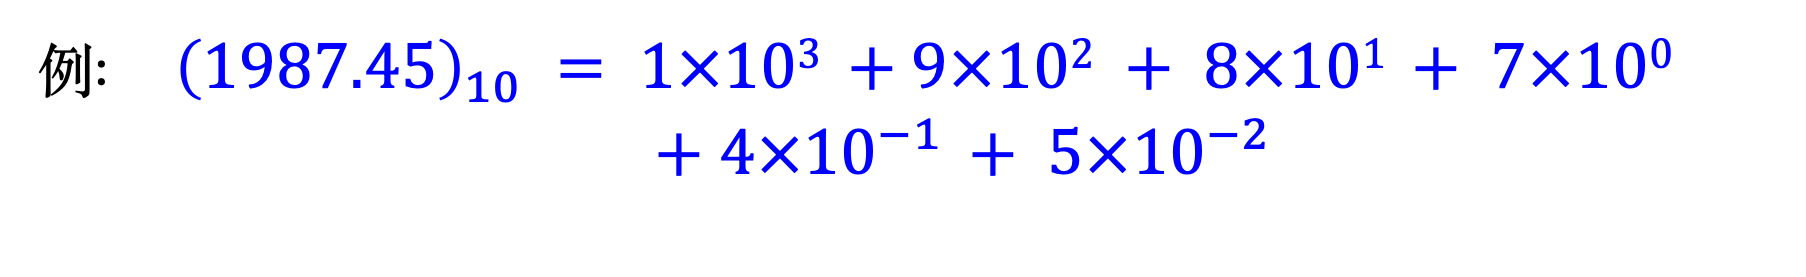 例: (1987.45)₁₀ = 1×10³ + 9×10² + 8×10¹ + 7×10⁰
+ 4×10⁻¹ + 5×10⁻²